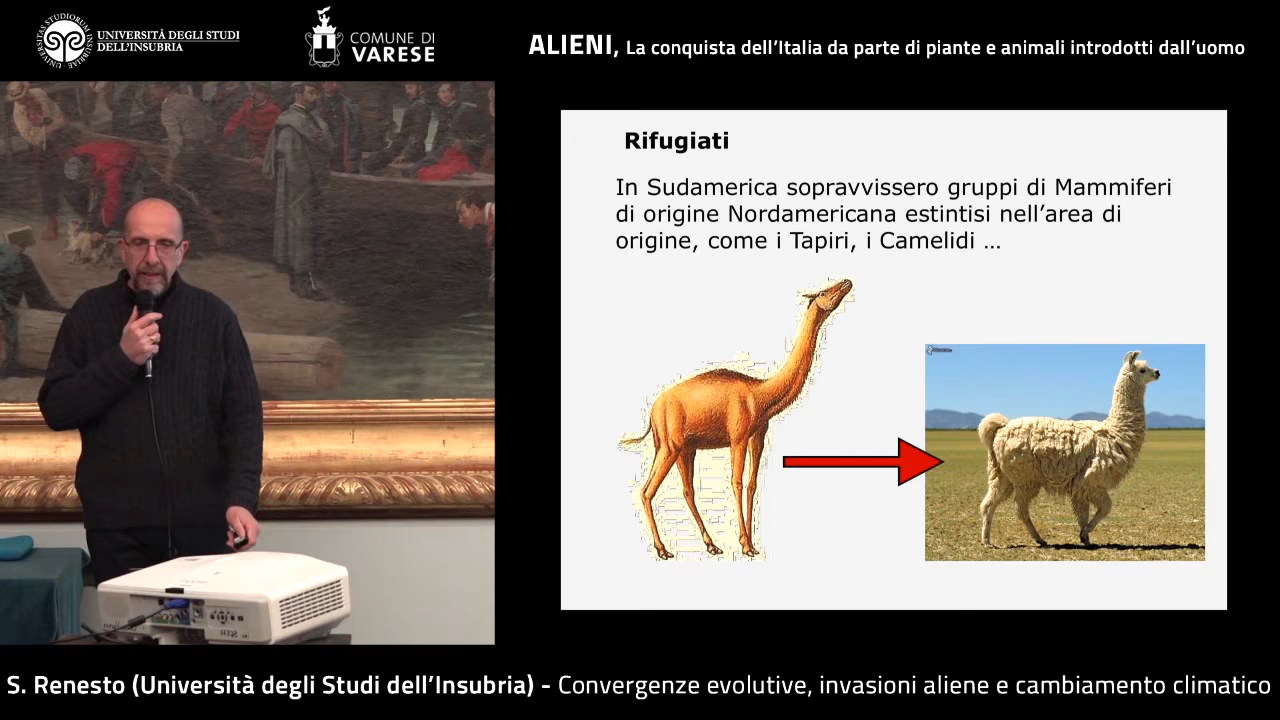 UNIVERSITÀ DEGLI STUDI
DELL'INSUBRIA
COMUNE DI
VARESE
ALIENI, La conquista dell'Italia da parte di piante e animali introdotti dall'uomo
Rifugiati
In Sudamerica sopravvissero gruppi di Mammiferi
di origine Nordamericana estintisi nell'area di
origine, come i Tapiri, i Camelidi ...
S. Renesto (Università degli Studi dell'Insubria) - Convergenze evolutive, invasioni aliene e cambiamento climatico